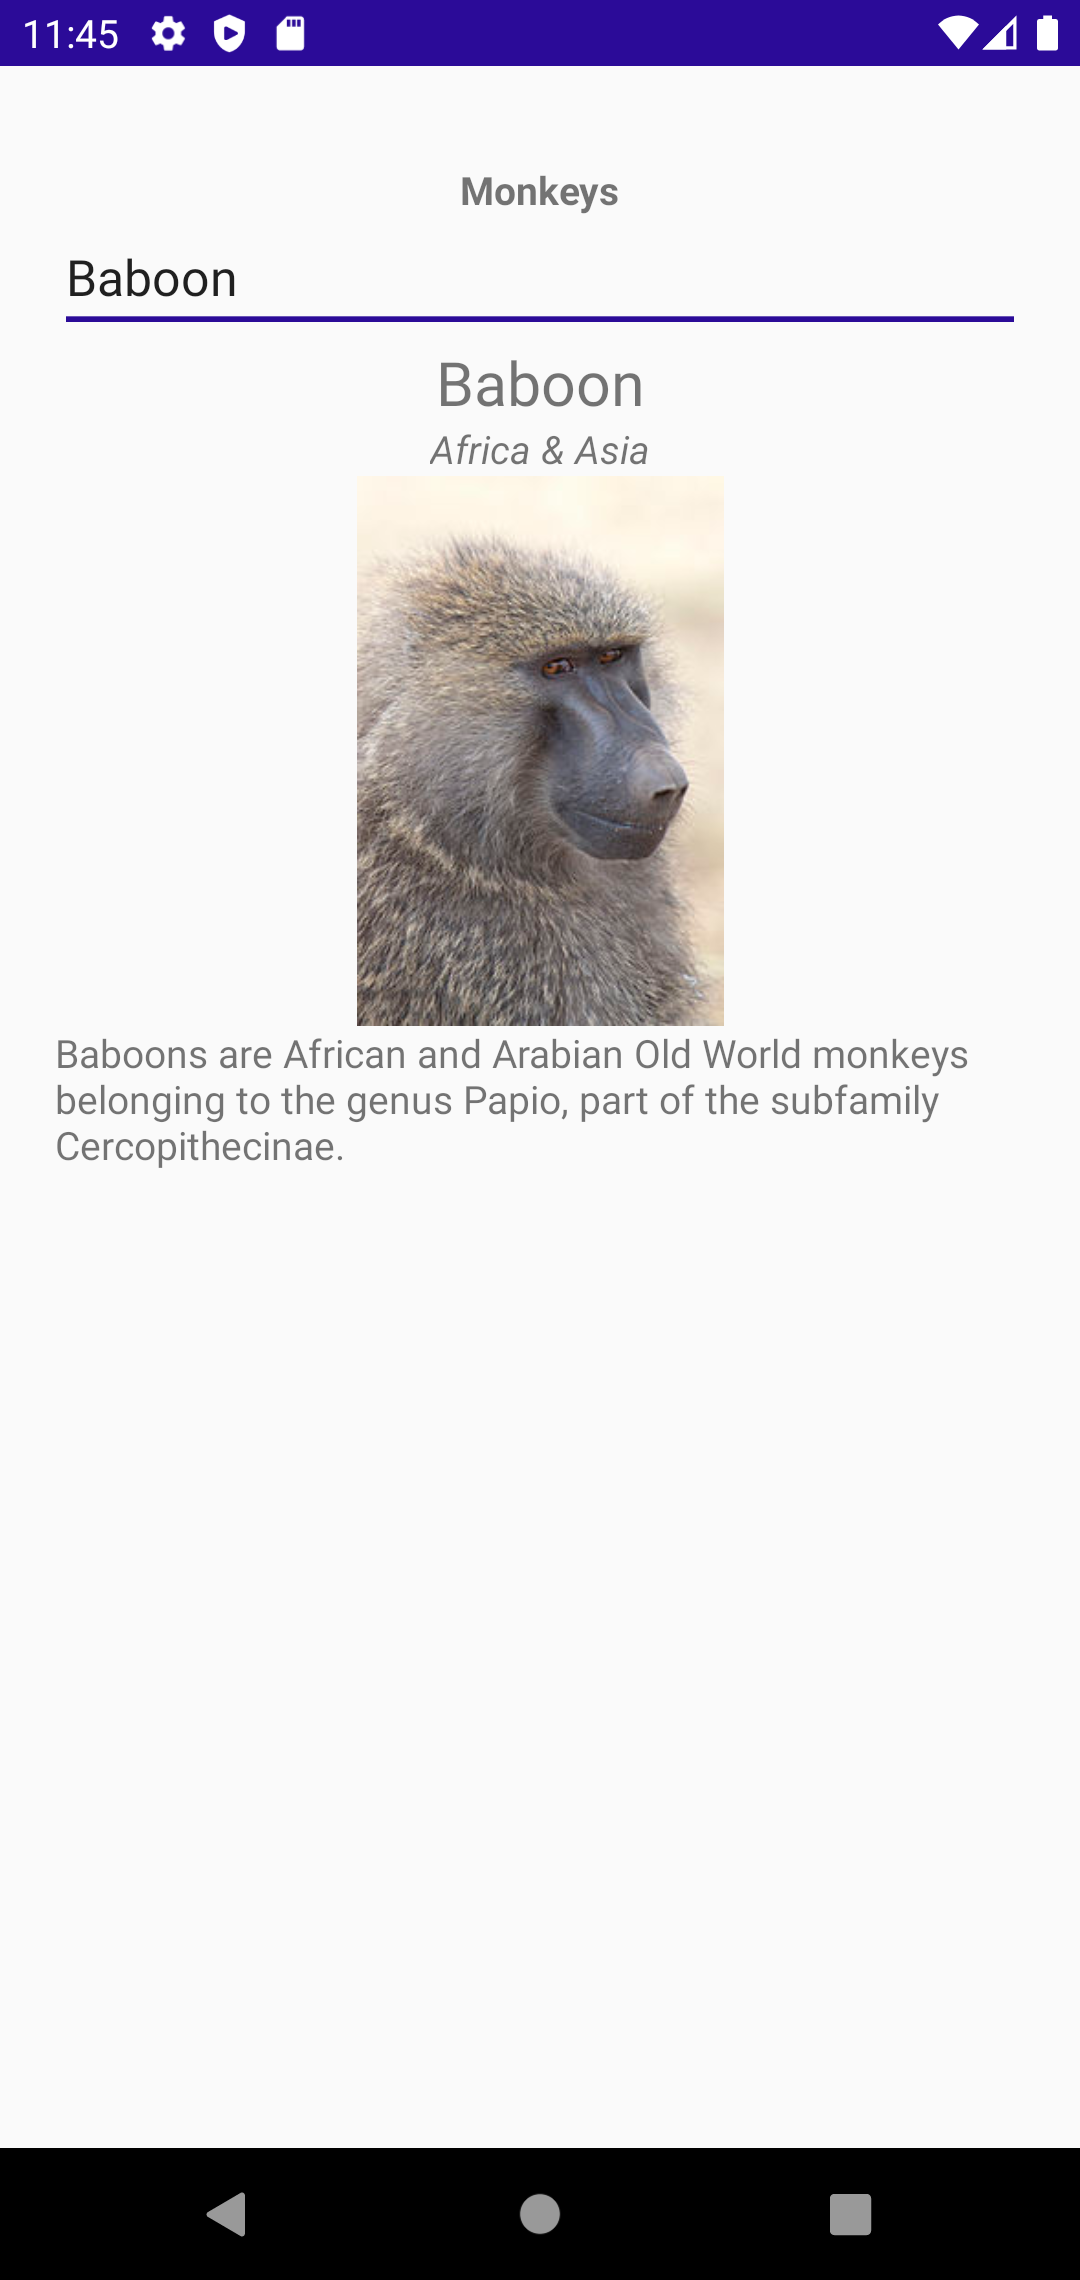 11:45
Monkeys
Baboon
Baboon
Africa & Asia
Baboons are African and Arabian Old World monkeys
belonging to the genus Papio, part of the subfamily
Cercopithecinae.